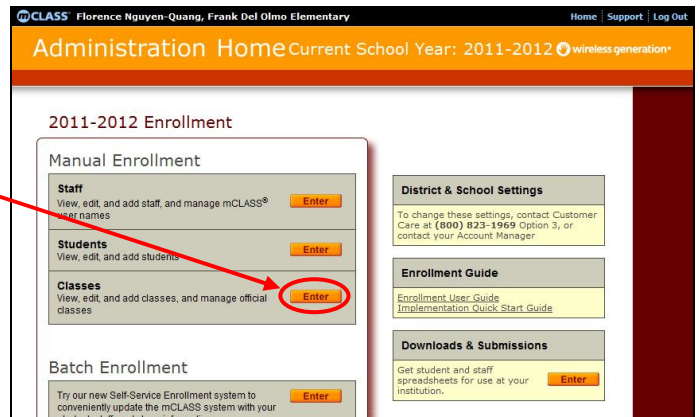 mCLASS® Florence Nguyen-Quang, Frank Del Olmo Elementary
Home Support Log Out
Administration Home Current School Year: 2011-2012 wireless generation
2011-2012 Enrollment
Manual Enrollment
Staff
View, edit, and add staff, and manage mCLASS®
user names
Enter
Students
View, edit, and add students
Enter
Classes
View, edit, and add classes, and manage official
classes
Enter
Batch Enrollment
Try our new Self-Service Enrollment system to
conveniently update the mCLASS system with your
Enter
District & School Settings
To change these settings, contact Customer
Care at (800) 823-1969 Option 3, or
contact your Account Manager
Enrollment Guide
Enrollment User Guide
Implementation Quick Start Guide
Downloads & Submissions
Get student and staff
spreadsheets for use at your
institution.
Enter